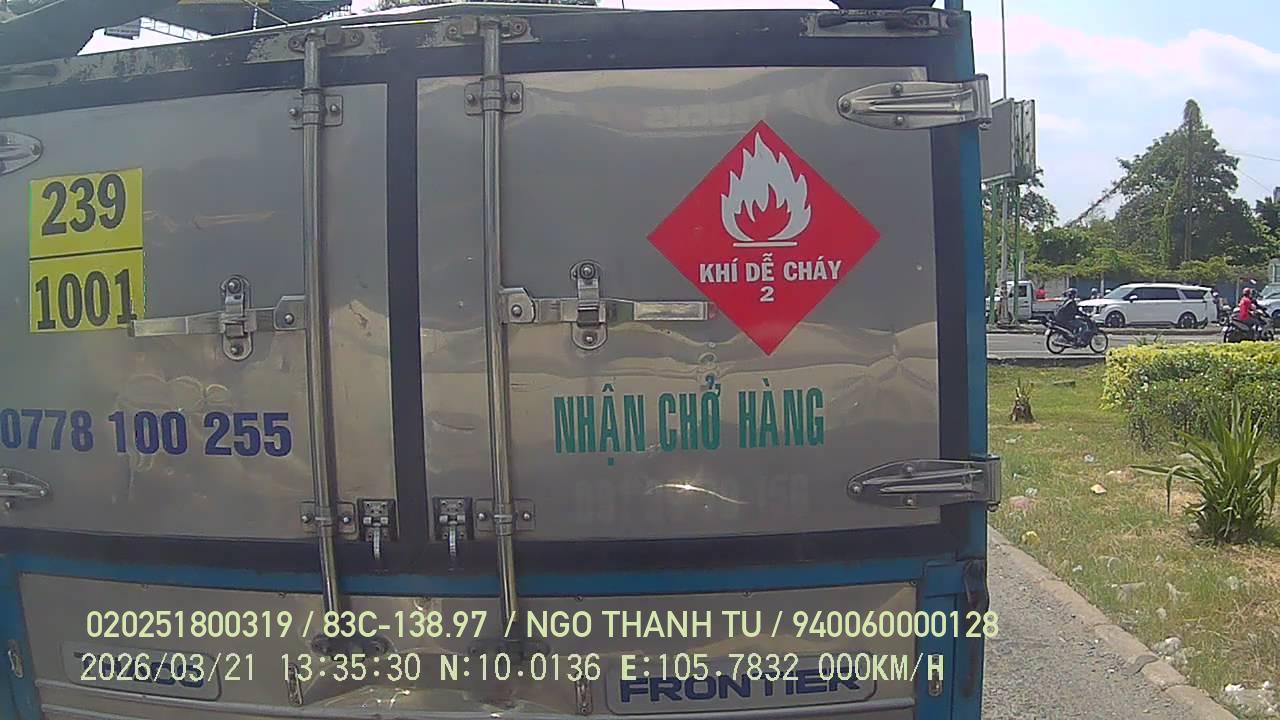 239
1001
KHÍ DỄ CHÁY
2
0778 100 255
NHẬN CHỞ HÀNG
020251800319 / 83C-138.97 / NGO THANH TU / 940060000128
2026/03/21 13:35:30 N:10.0136 E:105.7832 000KM/H
FRONTIER